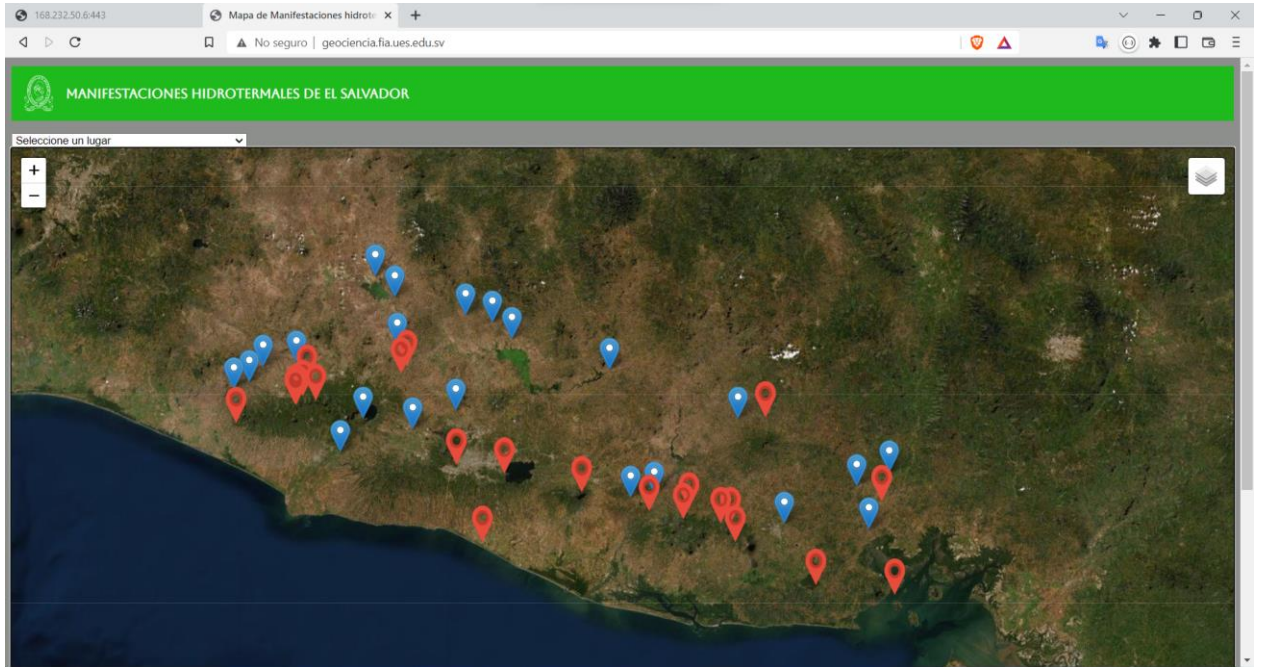 168.232.50.6:443
Mapa de Manifestaciones hidrote
No seguro | geociencia.fia.ues.edu.sv
MANIFESTACIONES HIDROTERMALES DE EL SALVADOR
Seleccione un lugar
+
−